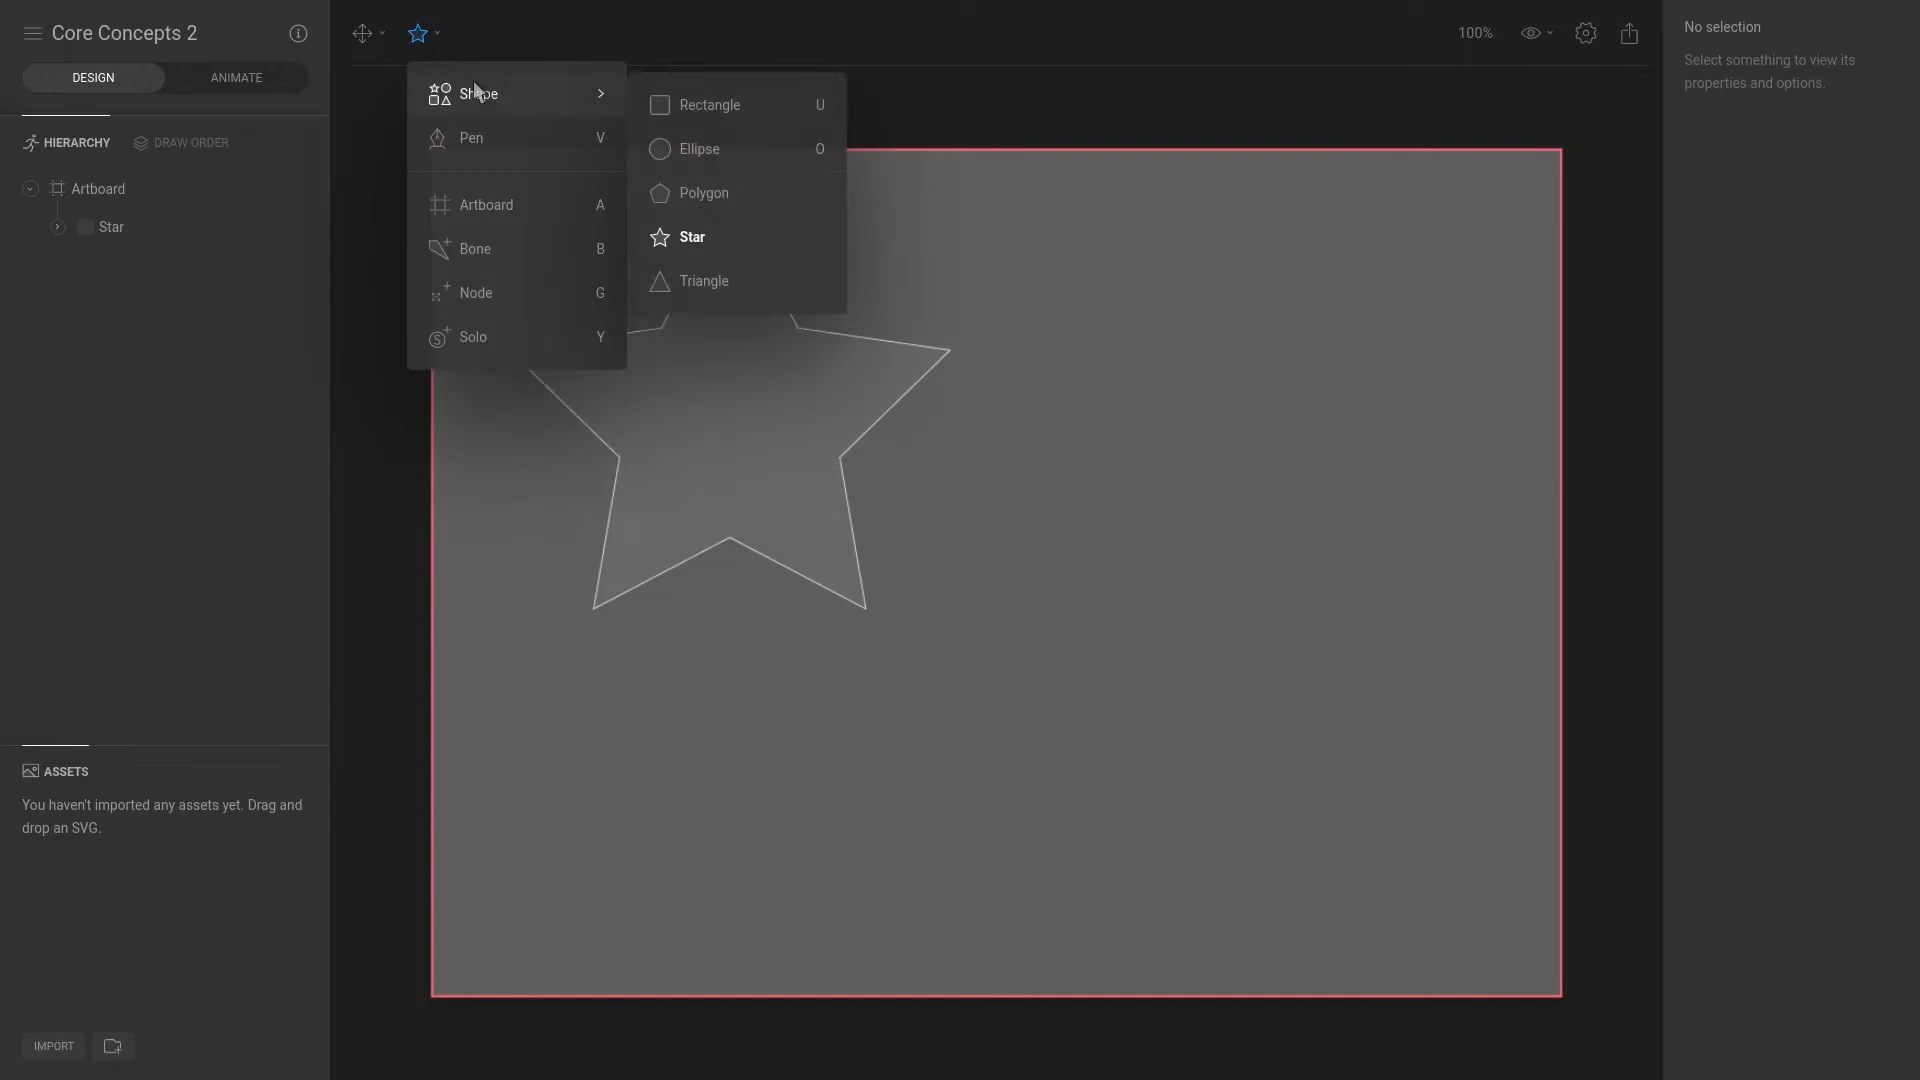 Core Concepts 2
DESIGN
ANIMATE
HIERARCHY
DRAW ORDER
Artboard
Star
ASSETS
You haven't imported any assets yet. Drag and
drop an SVG.
IMPORT
Shape
Pen V
Artboard A
Bone B
Node G
Solo Y
Rectangle U
Ellipse O
Polygon
Star
Triangle
100%
No selection
Select something to view its
properties and options.